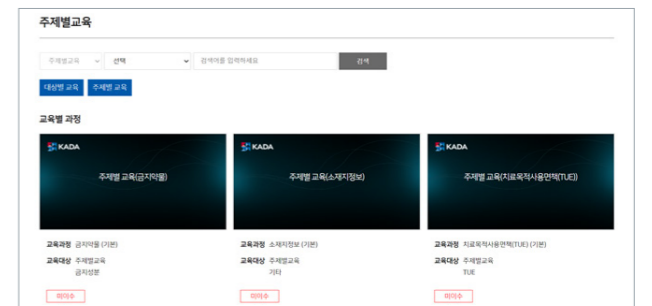 주제별교육
주제별교육 선택 검색어를 입력하세요 검색
대상별 교육 주제별 교육
교육별 과정
KADA KADA KADA
주제별 교육(금지약물) 주제별 교육(소재지정보) 주제별 교육(치료목적사용면책(TUE))
교육과정 금지약물 (기본) 교육과정 소재지정보 (기본) 교육과정 치료목적사용면책(TUE) (기본)
교육대상 주제별교육 교육대상 주제별교육 교육대상 주제별교육
금지성분 기타 TUE
미이수 미이수 미이수